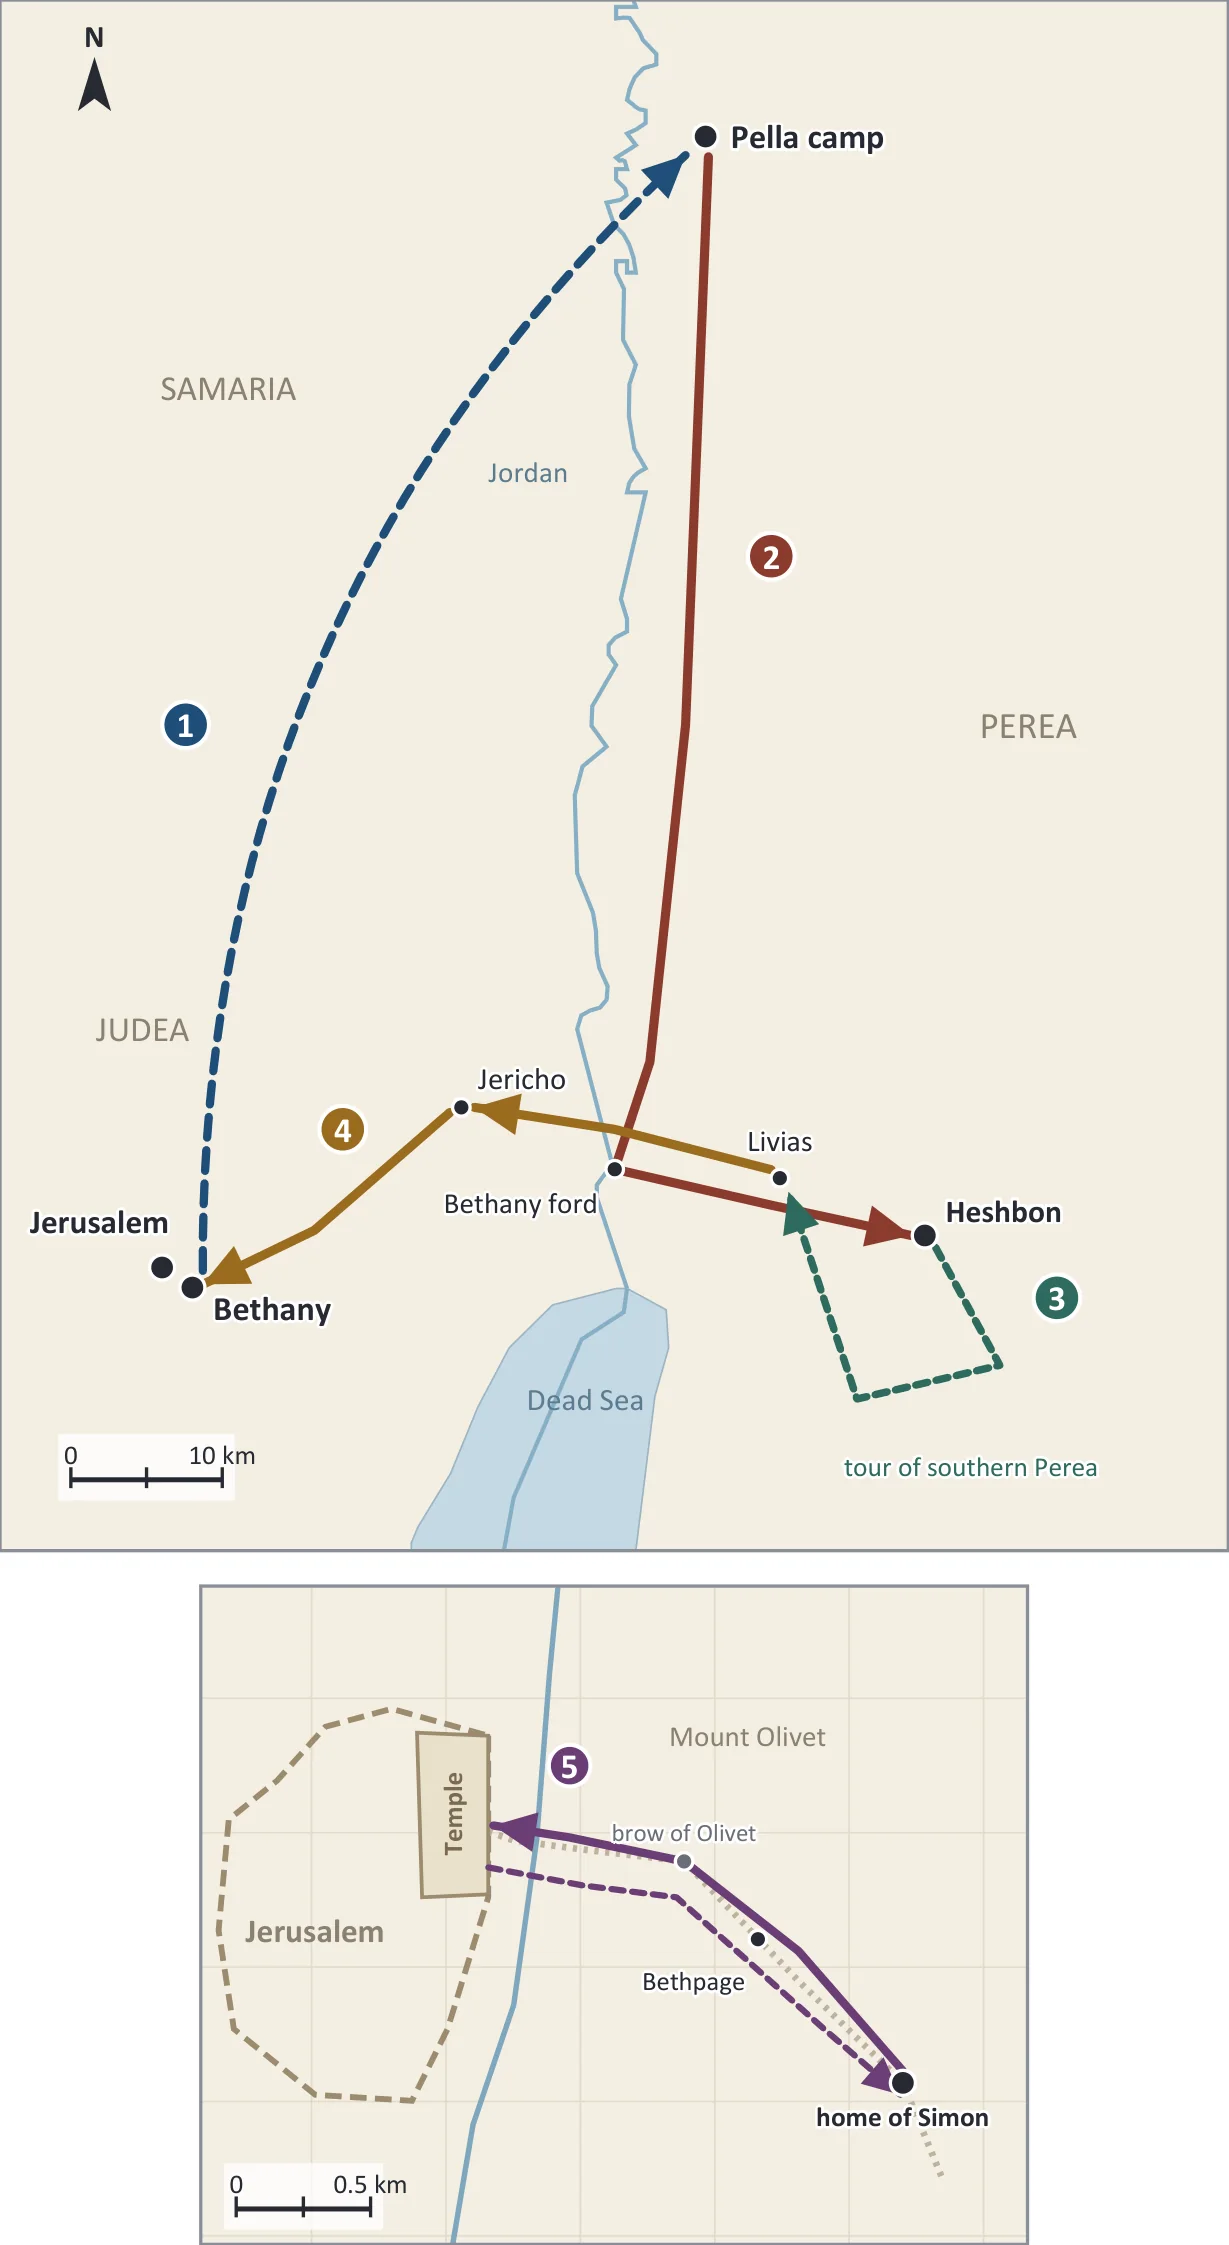 N
Pella camp
SAMARIA
Jordan
2
1
PEREA
JUDEA
Jericho
4
Livias
Bethany ford
Heshbon
Jerusalem
3
Bethany
Dead Sea
0 10 km
tour of southern Perea
Mount Olivet
5
Temple
brow of Olivet
Jerusalem
Bethpage
home of Simon
0 0.5 km